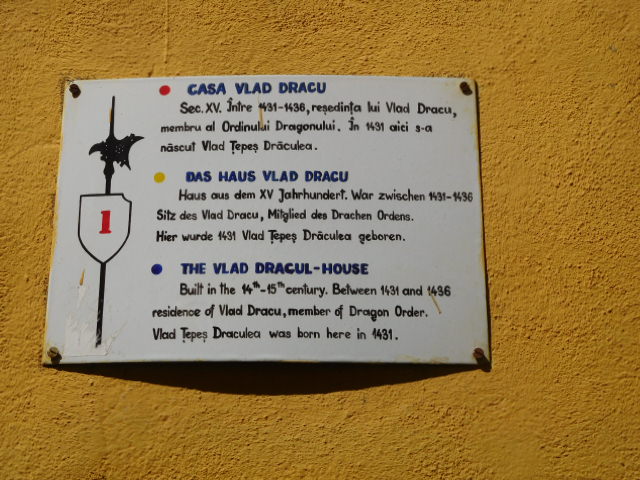 CASA VLAD DRACU
Sec. XV. Între 1431-1436, reşedinţa lui Vlad Dracu,
membru al Ordinului Dragonului. În 1431 aici s-a
născut Vlad Ţepeş Drăculea.
DAS HAUS VLAD DRACU
Haus aus dem XV Jahrhundert. War zwischen 1431-1436
Sitz des Vlad Dracu, Mitglied des Drachen Ordens.
Hier wurde 1431 Vlad Ţepeş Drăculea geboren.
1
THE VLAD DRACUL-HOUSE
Built in the 14th-15th century. Between 1431 and 1436
residence of Vlad Dracu, member of Dragon Order.
Vlad Ţepeş Draculea was born here in 1431.